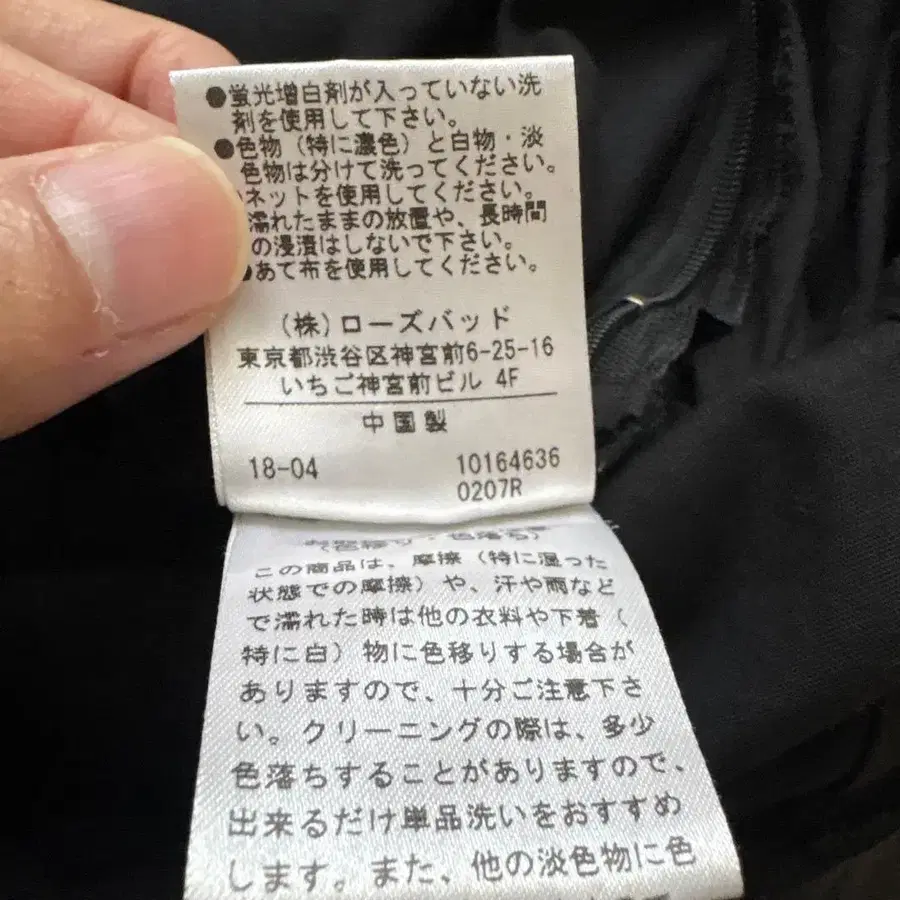 ●蛍光増白剤が入っていない洗
剤を使用して下さい。
●色物（特に濃色）と白物・淡
色物は分けて洗ってください。
ネットを使用してください。
濡れたままの放置や、長時間
の浸漬はしないで下さい。
●あて布を使用してください。
（株）ローズバッド
東京都渋谷区神宮前6-25-16
いちご神宮前ビル 4F
中国製
18-04 10164636
0207R
（色移り・色落ち）
この商品は、摩擦（特に湿った
状態での摩擦）や、汗や雨など
で濡れた時は他の衣料や下着（
特に白）物に色移りする場合が
ありますので、十分ご注意下さ
い。クリーニングの際は、多少
色落ちすることがありますので、
出来るだけ単品洗いをおすすめ
します。また、他の淡色物に色